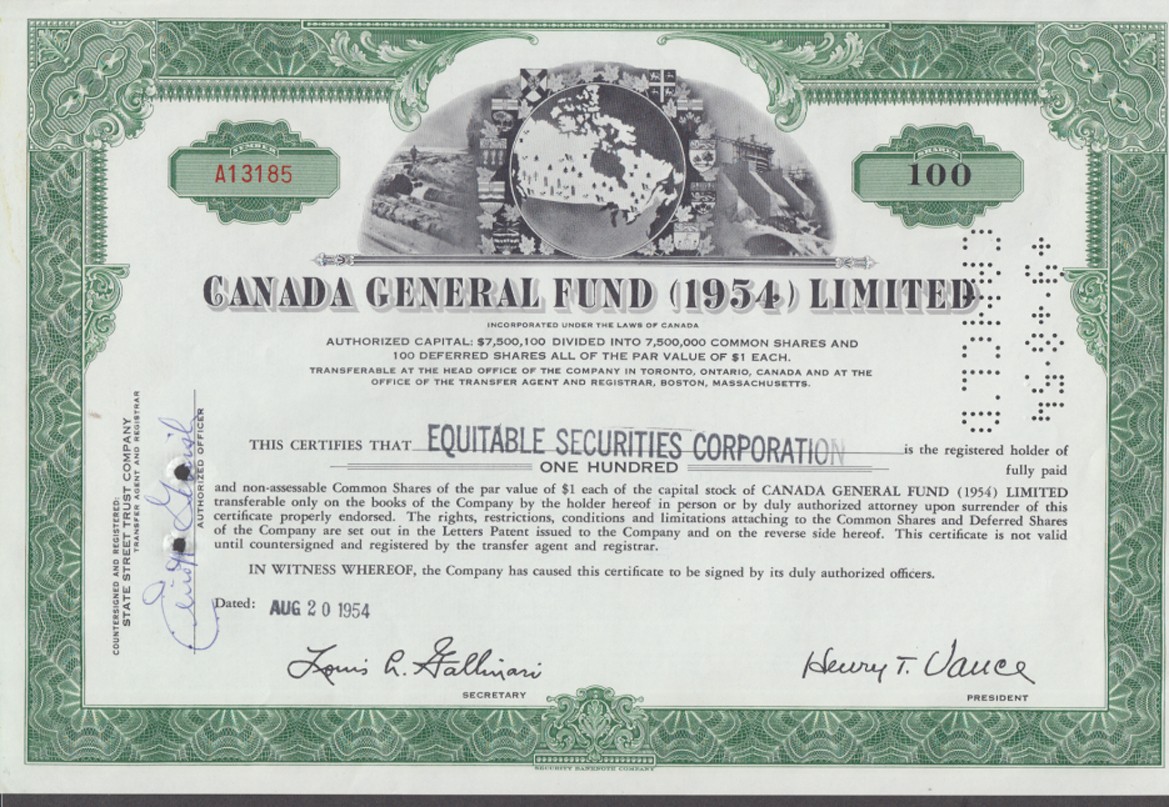 NUMBER
A13185
SHARES
100
CANADA GENERAL FUND (1954) LIMITED
INCORPORATED UNDER THE LAWS OF CANADA
AUTHORIZED CAPITAL: $7,500,100 DIVIDED INTO 7,500,000 COMMON SHARES AND
100 DEFERRED SHARES ALL OF THE PAR VALUE OF $1 EACH.
TRANSFERABLE AT THE HEAD OFFICE OF THE COMPANY IN TORONTO, ONTARIO, CANADA AND AT THE
OFFICE OF THE TRANSFER AGENT AND REGISTRAR, BOSTON, MASSACHUSETTS.
THIS CERTIFIES THAT EQUITABLE SECURITIES CORPORATION is the registered holder of
ONE HUNDRED fully paid
and non-assessable Common Shares of the par value of $1 each of the capital stock of CANADA GENERAL FUND (1954) LIMITED
transferable only on the books of the Company by the holder hereof in person or by duly authorized attorney upon surrender of this
certificate properly endorsed. The rights, restrictions, conditions and limitations attaching to the Common Shares and Deferred Shares
of the Company are set out in the Letters Patent issued to the Company and on the reverse side hereof. This certificate is not valid
until countersigned and registered by the transfer agent and registrar.
IN WITNESS WHEREOF, the Company has caused this certificate to be signed by its duly authorized officers.
Dated: AUG 20 1954
Henry T. Vance
SECRETARY
PRESIDENT
COUNTERSIGNED AND REGISTERED:
STATE STREET TRUST COMPANY
TRANSFER AGENT AND REGISTRAR
AUTHORIZED OFFICER
SECURITY BANKNOTE COMPANY